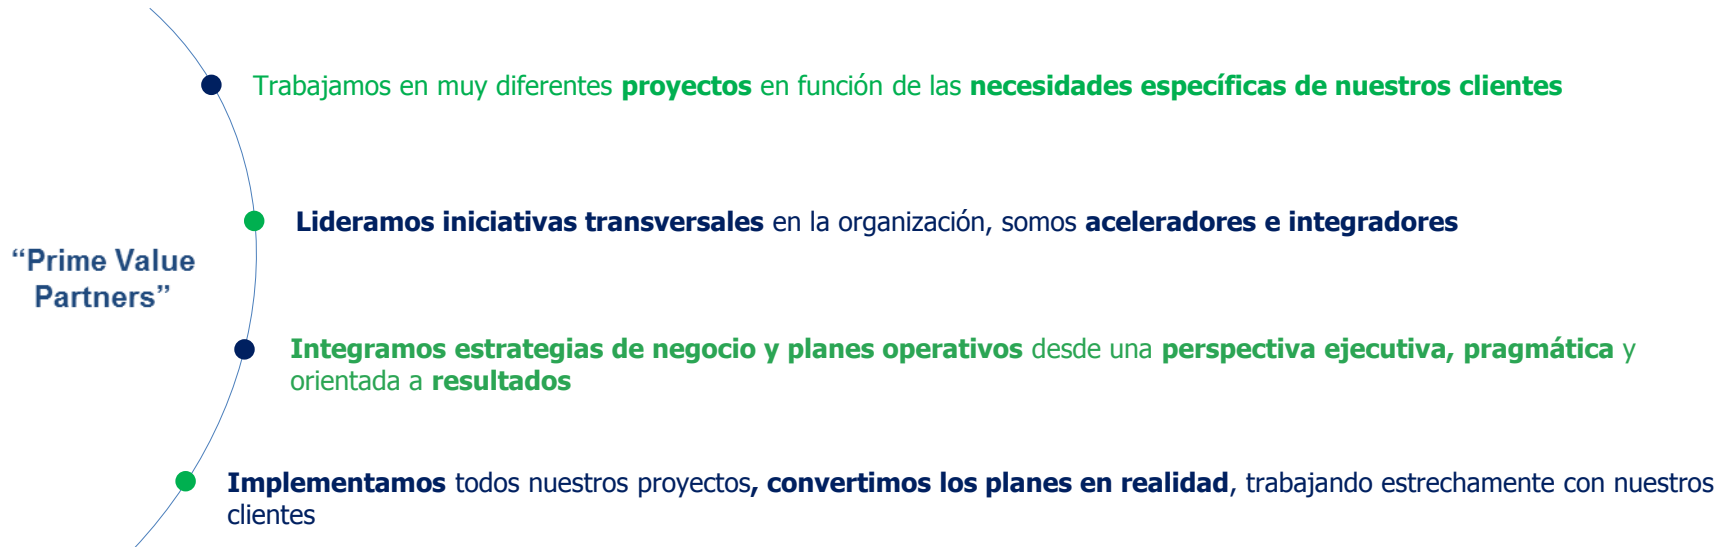 Trabajamos en muy diferentes proyectos en función de las necesidades específicas de nuestros clientes
Lideramos iniciativas transversales en la organización, somos aceleradores e integradores
“Prime Value
Partners”
Integramos estrategias de negocio y planes operativos desde una perspectiva ejecutiva, pragmática y
orientada a resultados
Implementamos todos nuestros proyectos, convertimos los planes en realidad, trabajando estrechamente con nuestros
clientes